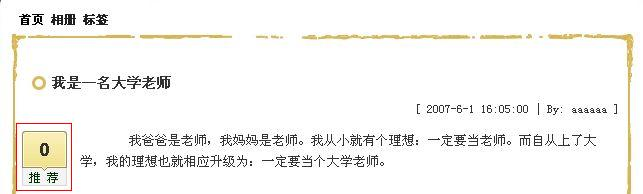 首页 相册 标签
我是一名大学老师
[ 2007-6-1 16:05:00 | By: aaaaaa ]
我爸爸是老师，我妈妈是老师。我从小就有个理想：一定要当老师。而自从上了大
学，我的理想也就相应升级为：一定要当个大学老师。
0
推 荐